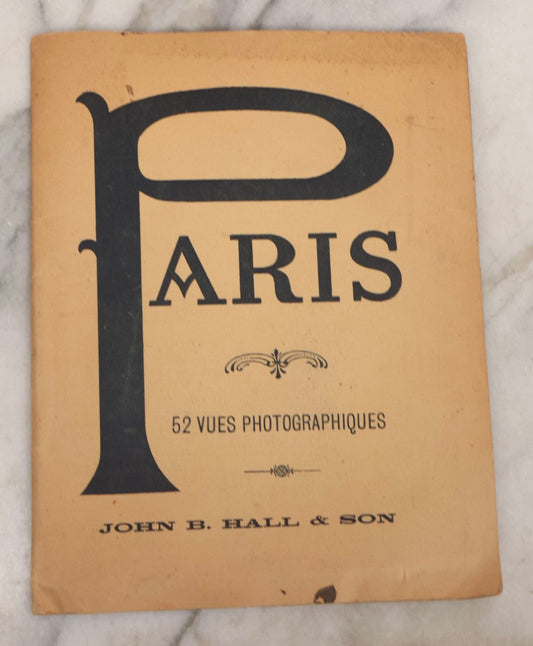 PARIS
52 VUES PHOTOGRAPHIQUES
JOHN B. HALL & SON